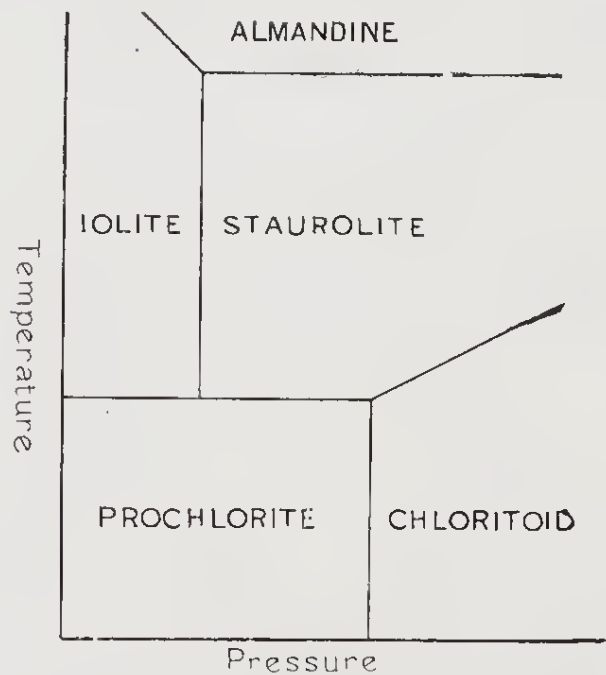 ALMANDINE
IOLITE STAUROLITE
Temperature
PROCHLORITE CHLORITOID
Pressure